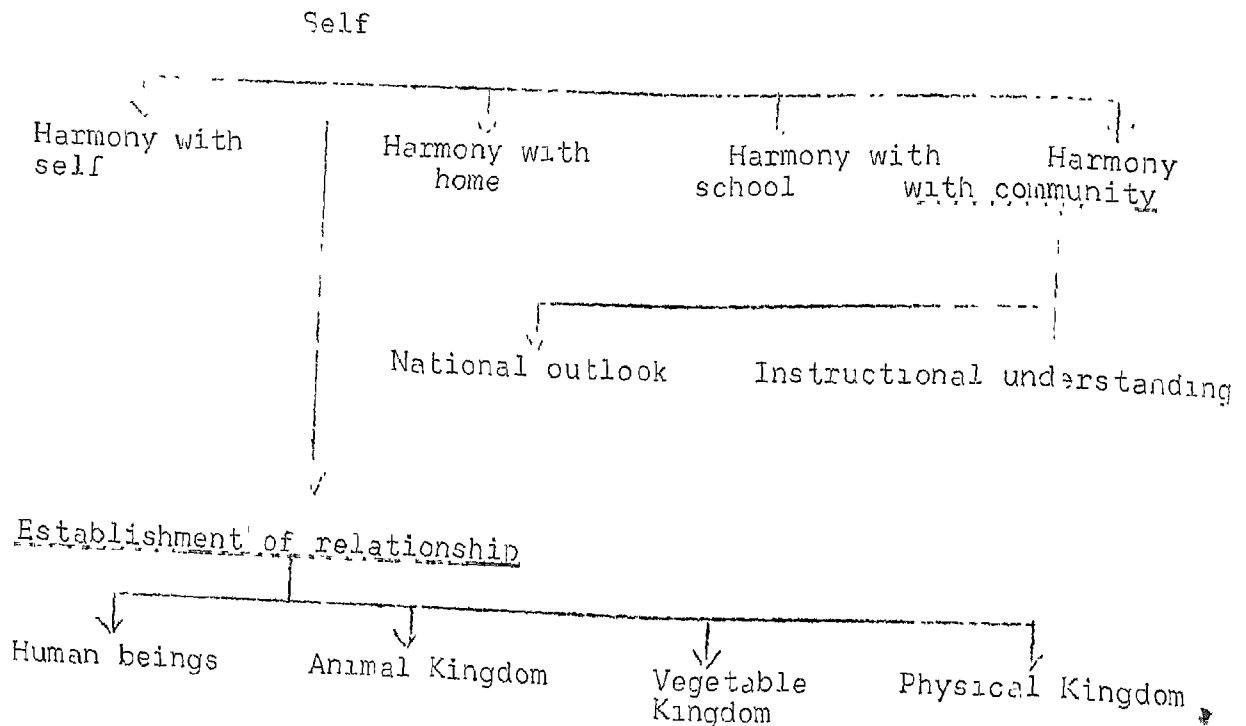 Self
Harmony with
self
Harmony with
home
Harmony with
school
Harmony
with community
National outlook
Instructional understanding
Establishment of relationship
Human beings
Animal Kingdom
Vegetable
Kingdom
Physical Kingdom